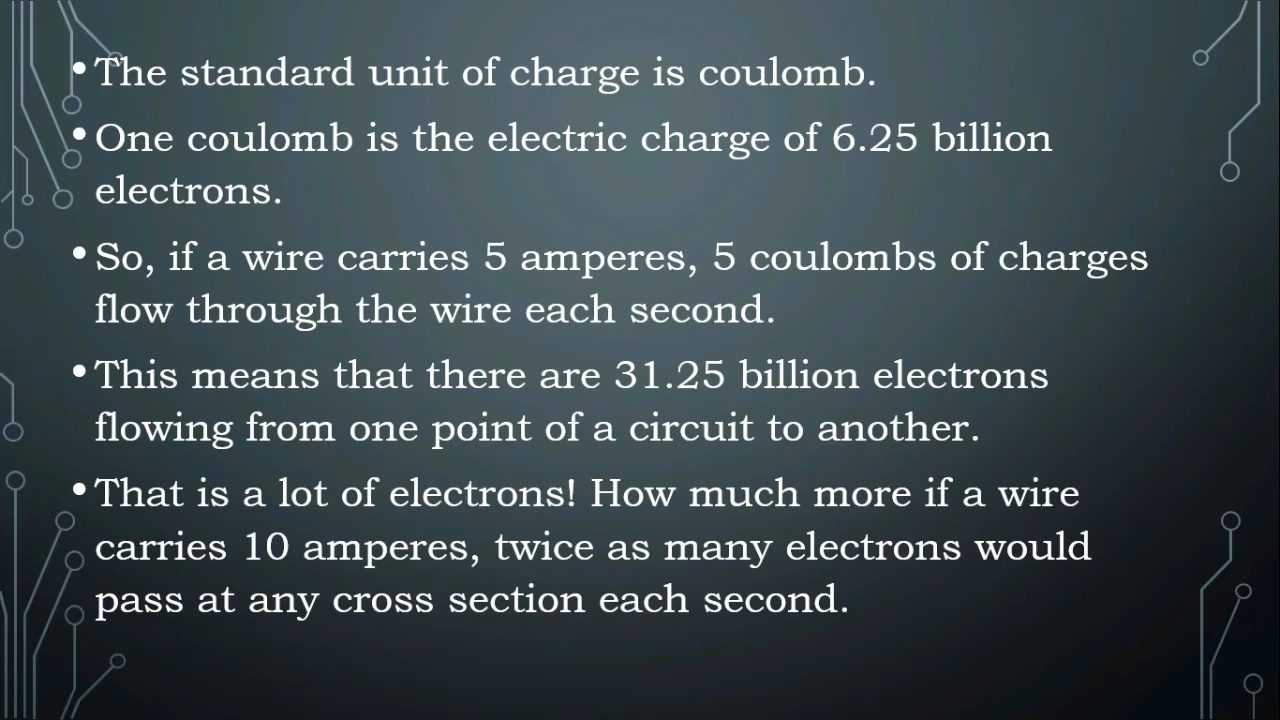 • The standard unit of charge is coulomb.
• One coulomb is the electric charge of 6.25 billion
electrons.
• So, if a wire carries 5 amperes, 5 coulombs of charges
flow through the wire each second.
• This means that there are 31.25 billion electrons
flowing from one point of a circuit to another.
• That is a lot of electrons! How much more if a wire
carries 10 amperes, twice as many electrons would
pass at any cross section each second.